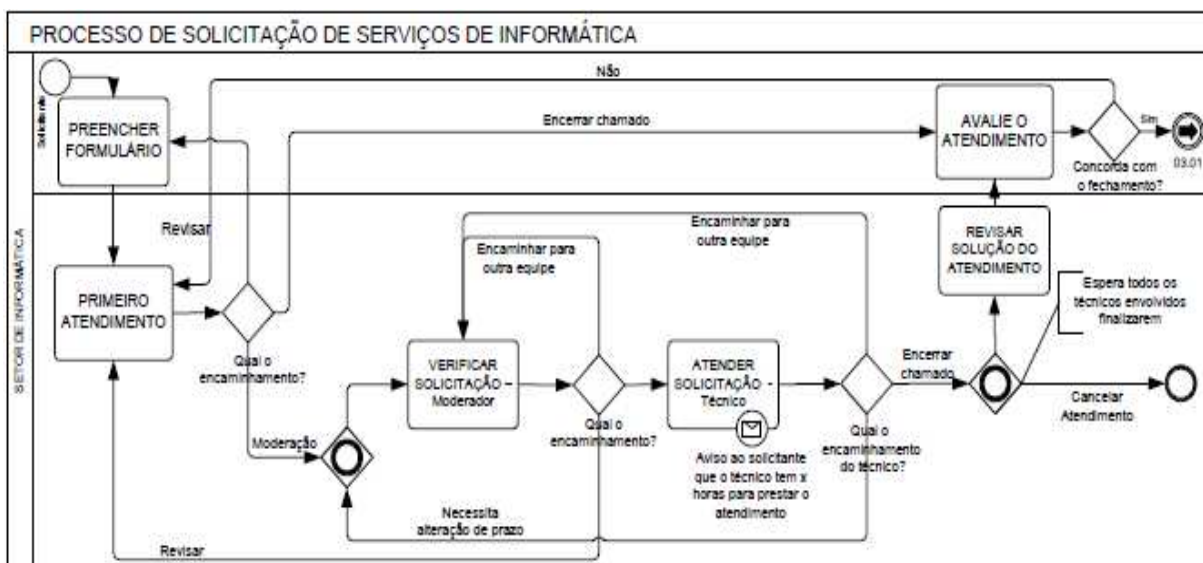 PROCESSO DE SOLICITAÇÃO DE SERVIÇOS DE INFORMÁTICA
Solicitante
Não
PREENCHER
FORMULÁRIO
Encerrar chamado
AVALIE O
ATENDIMENTO
Sim
03.01
Concorda com
o fechamento?
SETOR DE INFORMÁTICA
Revisar
PRIMEIRO
ATENDIMENTO
Qual o
encaminhamento?
Moderação
Encaminhar para
outra equipe
Encaminhar para
outra equipe
VERIFICAR
SOLICITAÇÃO –
Moderador
Qual o
encaminhamento?
ATENDER
SOLICITAÇÃO -
Técnico
Aviso ao solicitante
que o técnico tem x
horas para prestar o
atendimento
Qual o
encaminhamento
do técnico?
Encerrar
chamado
REVISAR
SOLUÇÃO DO
ATENDIMENTO
Espera todos os
técnicos envolvidos
finalizarem
Cancelar
Atendimento
Necessita
alteração de prazo
Revisar